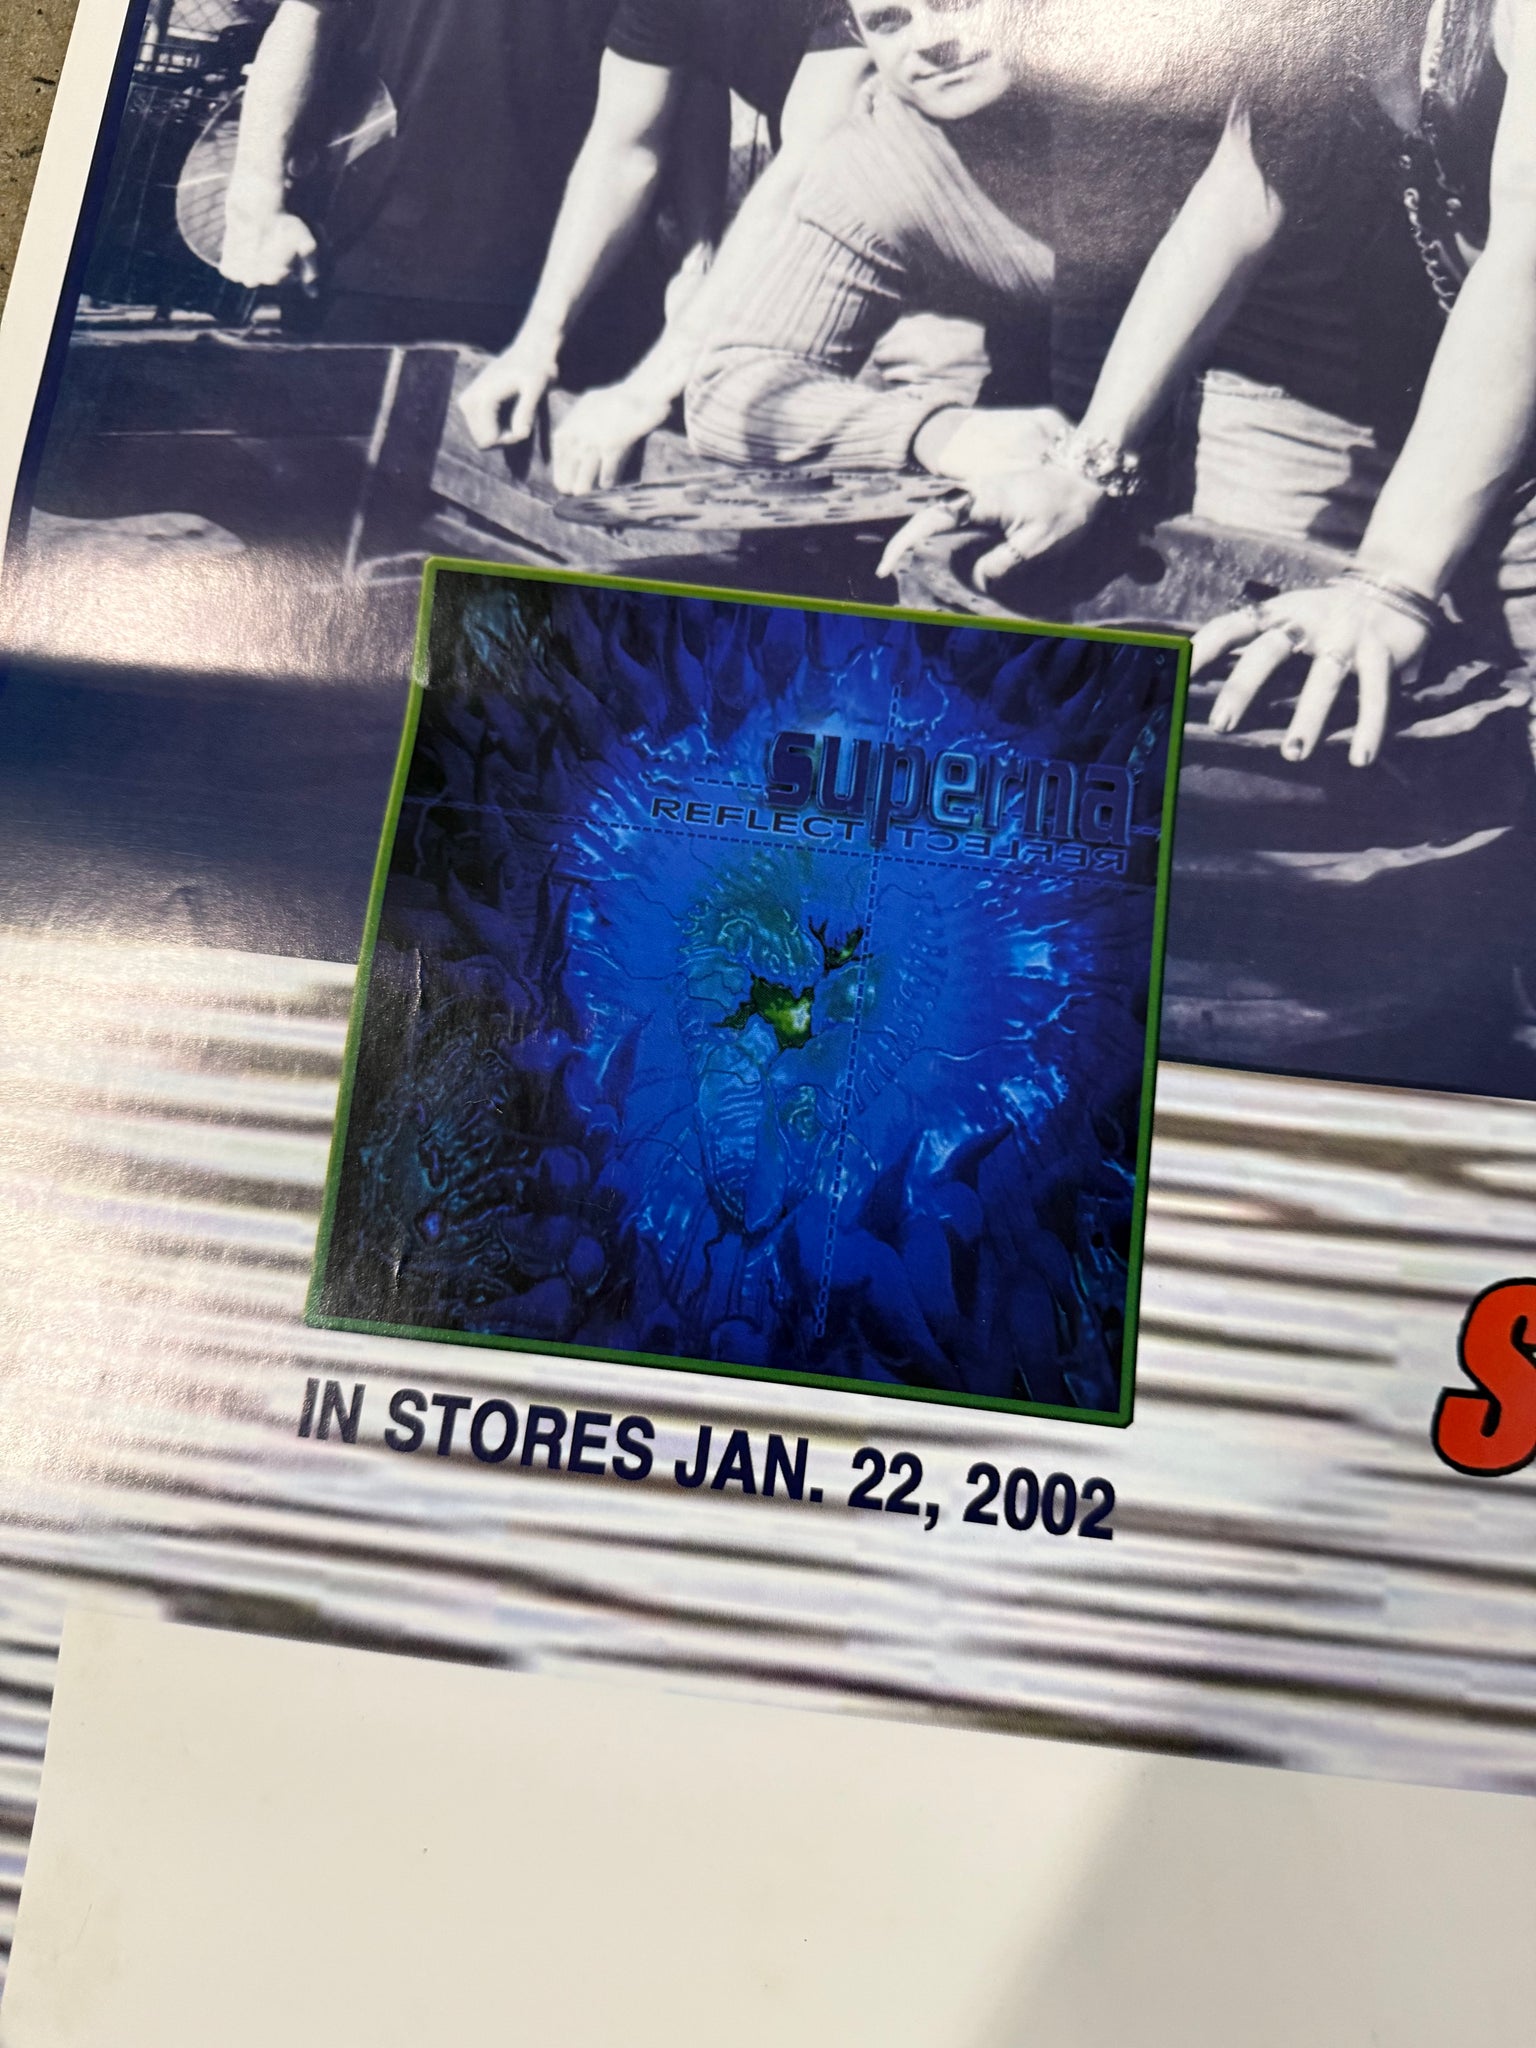 superna
REFLECT REFLECT
IN STORES JAN. 22, 2002
S